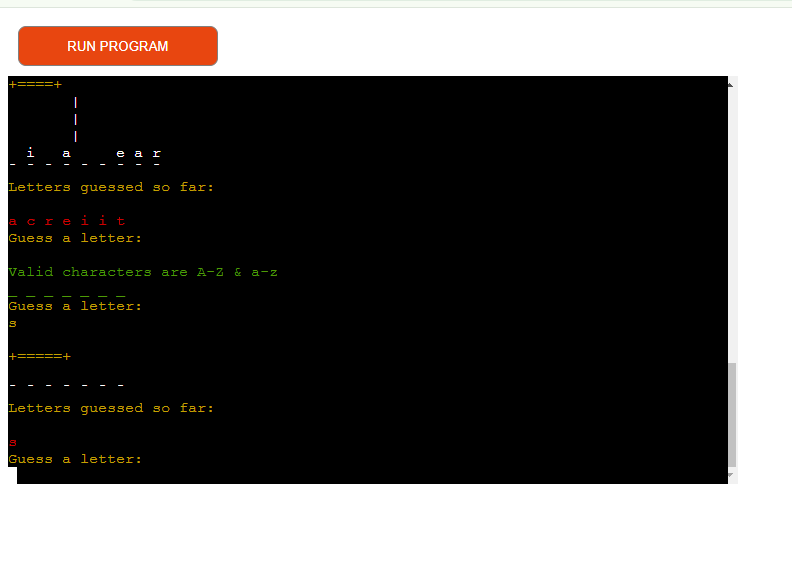 RUN PROGRAM
+====+
|
|
|
i a e a r
- - - - - - - - -
Letters guessed so far:
a c r e i i t
Guess a letter:
Valid characters are A-Z & a-z
_ _ _ _ _ _ _
Guess a letter:
s
+=====+
- - - - - - -
Letters guessed so far:
s
Guess a letter: